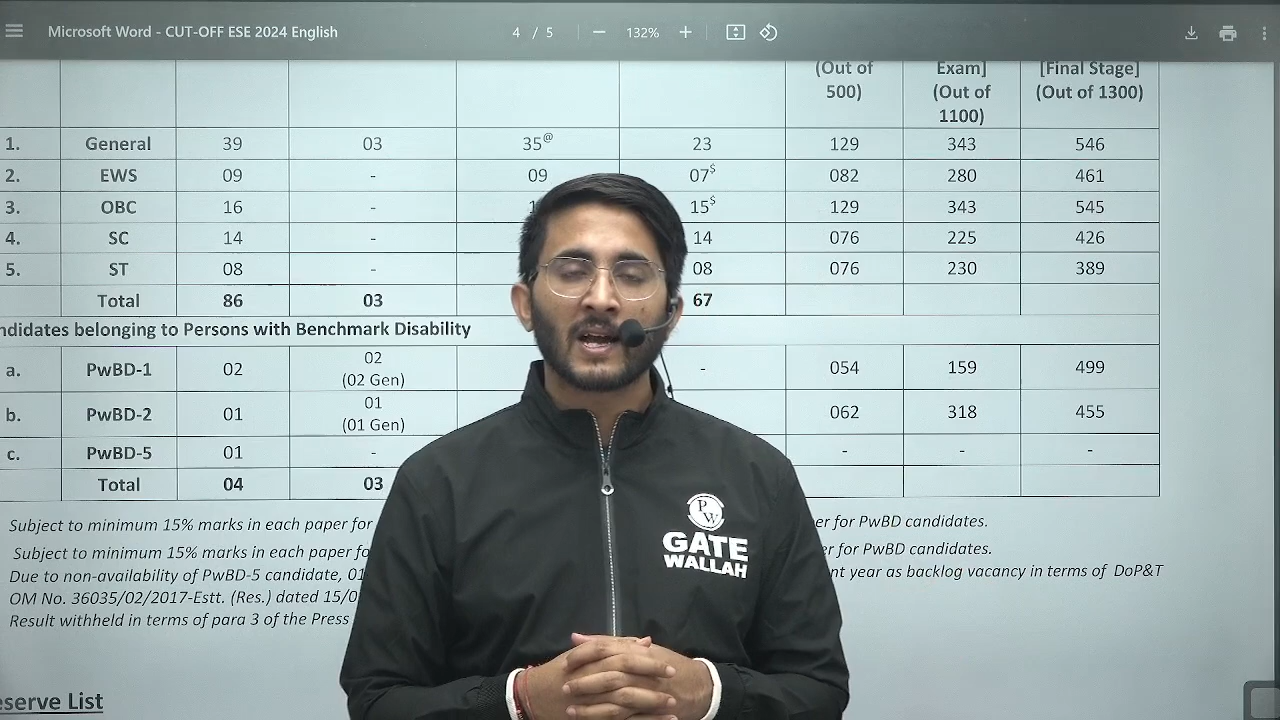 Microsoft Word - CUT-OFF ESE 2024 English
4 / 5
132%
(Out of 500) Exam] (Out of 1100) [Final Stage] (Out of 1300)
1. General 39 03 35@ 23 129 343 546
2. EWS 09 - 09 07$ 082 280 461
3. OBC 16 - 15$ 129 343 545
4. SC 14 - 14 076 225 426
5. ST 08 - 08 076 230 389
Total 86 03 67
ndidates belonging to Persons with Benchmark Disability
a. PwBD-1 02 02 (02 Gen) - 054 159 499
b. PwBD-2 01 01 (01 Gen) 062 318 455
c. PwBD-5 01 - - - -
Total 04 03
Subject to minimum 15% marks in each paper for er for PwBD candidates.
Subject to minimum 15% marks in each paper fo r for PwBD candidates.
Due to non-availability of PwBD-5 candidate, 01 nt year as backlog vacancy in terms of DoP&T
OM No. 36035/02/2017-Estt. (Res.) dated 15/0
Result withheld in terms of para 3 of the Press
eserve List
PW
GATE
WALLAH